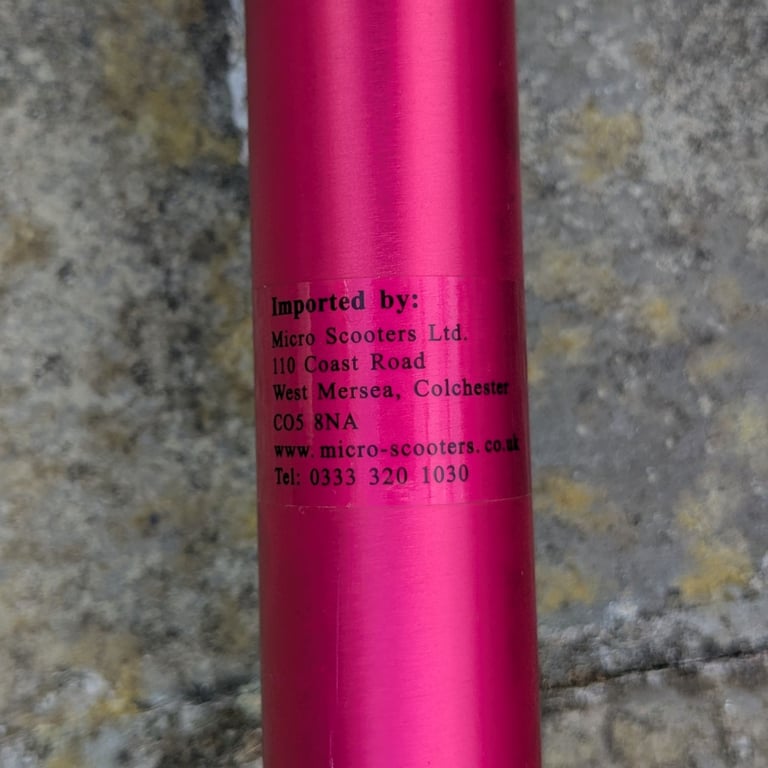 Imported by:
Micro Scooters Ltd.
110 Coast Road
West Mersea, Colchester
CO5 8NA
www.micro-scooters.co.uk
Tel: 0333 320 1030